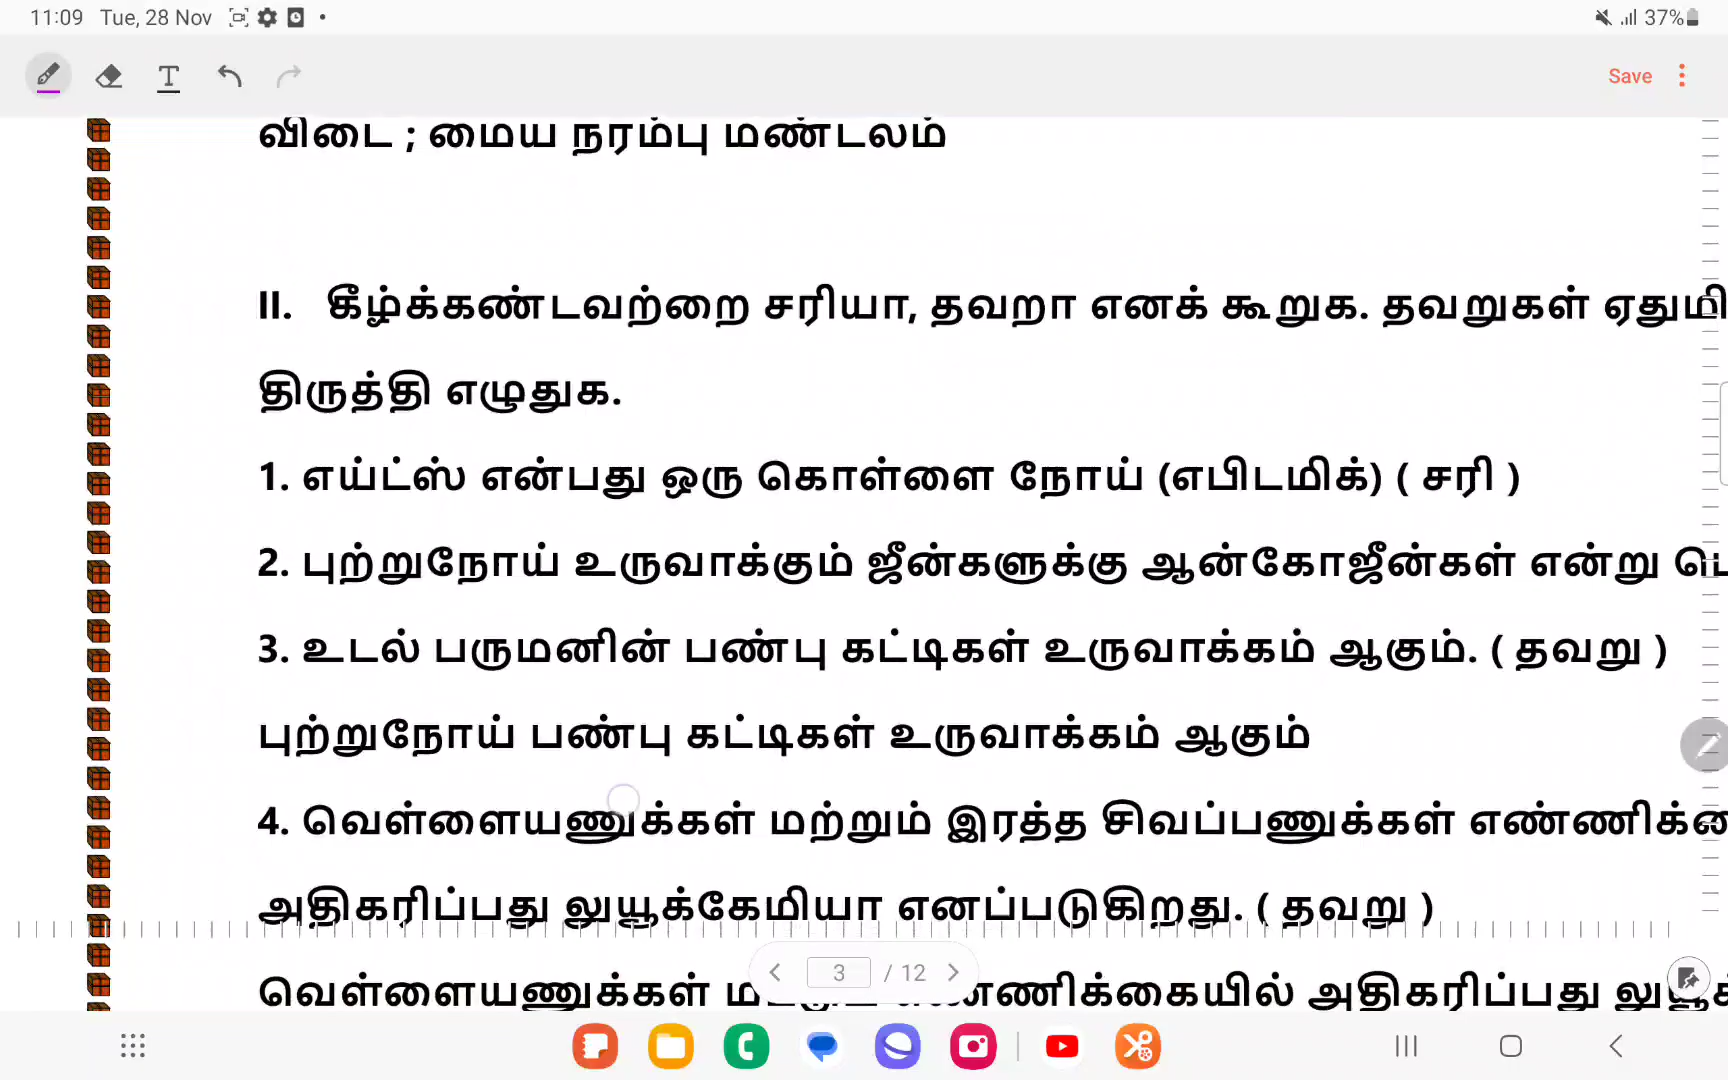 11:09 Tue, 28 Nov 37%
Save
விடை ; மைய நரம்பு மண்டலம்
II. கீழ்க்கண்டவற்றை சரியா, தவறா எனக் கூறுக. தவறுகள் ஏதுமி
திருத்தி எழுதுக.
1. எய்ட்ஸ் என்பது ஒரு கொள்ளை நோய் (எபிடமிக்) ( சரி )
2. புற்றுநோய் உருவாக்கும் ஜீன்களுக்கு ஆன்கோஜீன்கள் என்று
3. உடல் பருமனின் பண்பு கட்டிகள் உருவாக்கம் ஆகும். ( தவறு )
புற்றுநோய் பண்பு கட்டிகள் உருவாக்கம் ஆகும்
4. வெள்ளையணுக்கள் மற்றும் இரத்த சிவப்பணுக்கள்
அதிகரிப்பது லுயூக்கேமியா எனப்படுகிறது. ( தவறு )
வெள்ளையணுக்கள் எண்ணிக்கையில் அதிகரிப்பது
3 / 12